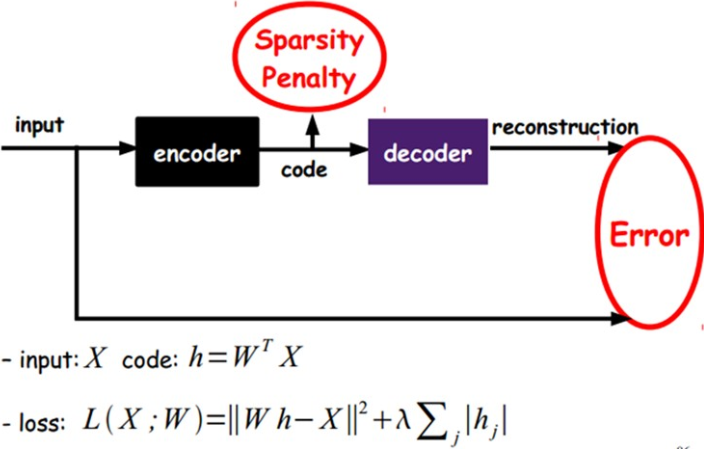 Sparsity
Penalty
input
encoder
code
decoder
reconstruction
Error
- input: X code: h=W^T X
- loss: L(X;W)=||W h−X||²+λ∑_j|h_j|